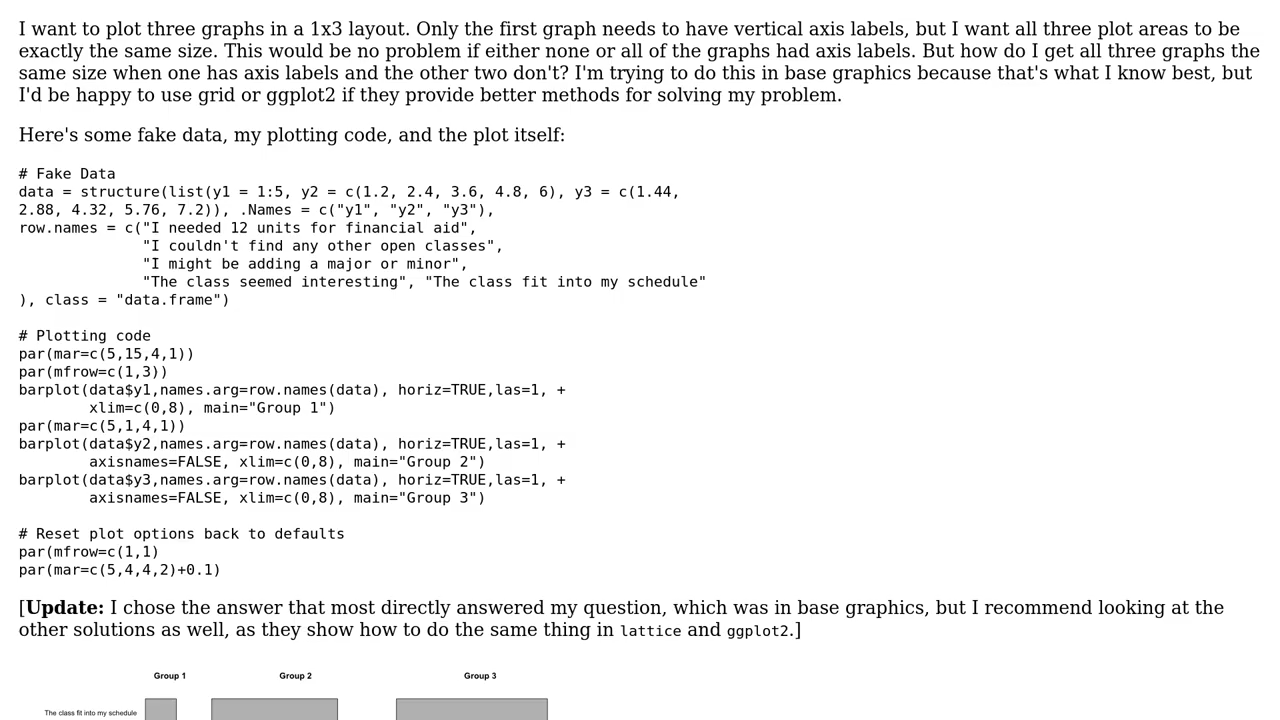 I want to plot three graphs in a 1x3 layout. Only the first graph needs to have vertical axis labels, but I want all three plot areas to be
exactly the same size. This would be no problem if either none or all of the graphs had axis labels. But how do I get all three graphs the
same size when one has axis labels and the other two don't? I'm trying to do this in base graphics because that's what I know best, but
I'd be happy to use grid or ggplot2 if they provide better methods for solving my problem.
Here's some fake data, my plotting code, and the plot itself:
# Fake Data
data = structure(list(y1 = 1:5, y2 = c(1.2, 2.4, 3.6, 4.8, 6), y3 = c(1.44,
2.88, 4.32, 5.76, 7.2)), .Names = c("y1", "y2", "y3"),
row.names = c("I needed 12 units for financial aid",
              "I couldn't find any other open classes",
              "I might be adding a major or minor",
              "The class seemed interesting", "The class fit into my schedule"
), class = "data.frame")
# Plotting code
par(mar=c(5,15,4,1))
par(mfrow=c(1,3))
barplot(data$y1,names.arg=row.names(data), horiz=TRUE,las=1, +
        xlim=c(0,8), main="Group 1")
par(mar=c(5,1,4,1))
barplot(data$y2,names.arg=row.names(data), horiz=TRUE,las=1, +
        axisnames=FALSE, xlim=c(0,8), main="Group 2")
barplot(data$y3,names.arg=row.names(data), horiz=TRUE,las=1, +
        axisnames=FALSE, xlim=c(0,8), main="Group 3")
# Reset plot options back to defaults
par(mfrow=c(1,1)
par(mar=c(5,4,4,2)+0.1)
[Update: I chose the answer that most directly answered my question, which was in base graphics, but I recommend looking at the
other solutions as well, as they show how to do the same thing in lattice and ggplot2.]
Group 1 Group 2 Group 3
The class fit into my schedule